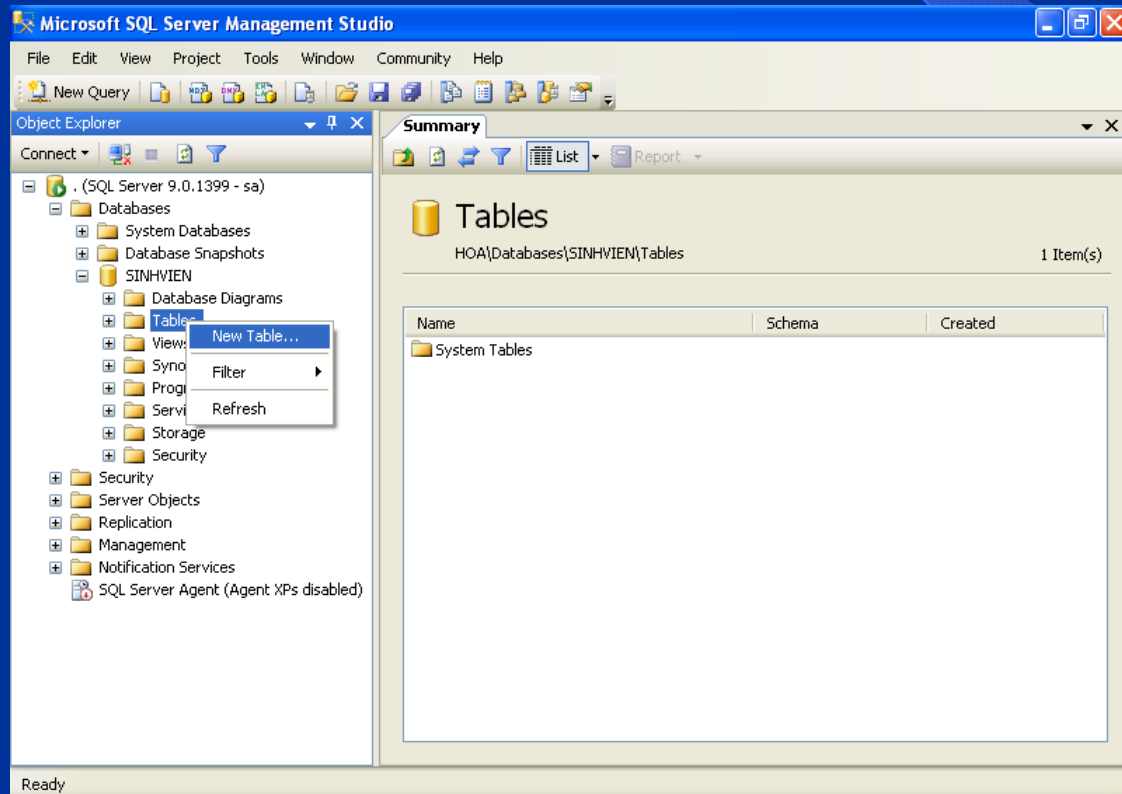 Microsoft SQL Server Management Studio
File Edit View Project Tools Window Community Help
New Query
Object Explorer
Connect
. (SQL Server 9.0.1399 - sa)
Databases
System Databases
Database Snapshots
SINHVIEN
Database Diagrams
Tables
New Table...
Filter
Refresh
Storage
Security
Security
Server Objects
Replication
Management
Notification Services
SQL Server Agent (Agent XPs disabled)
Summary
List Report
Tables
HOA\Databases\SINHVIEN\Tables 1 Item(s)
Name Schema Created
System Tables
Ready